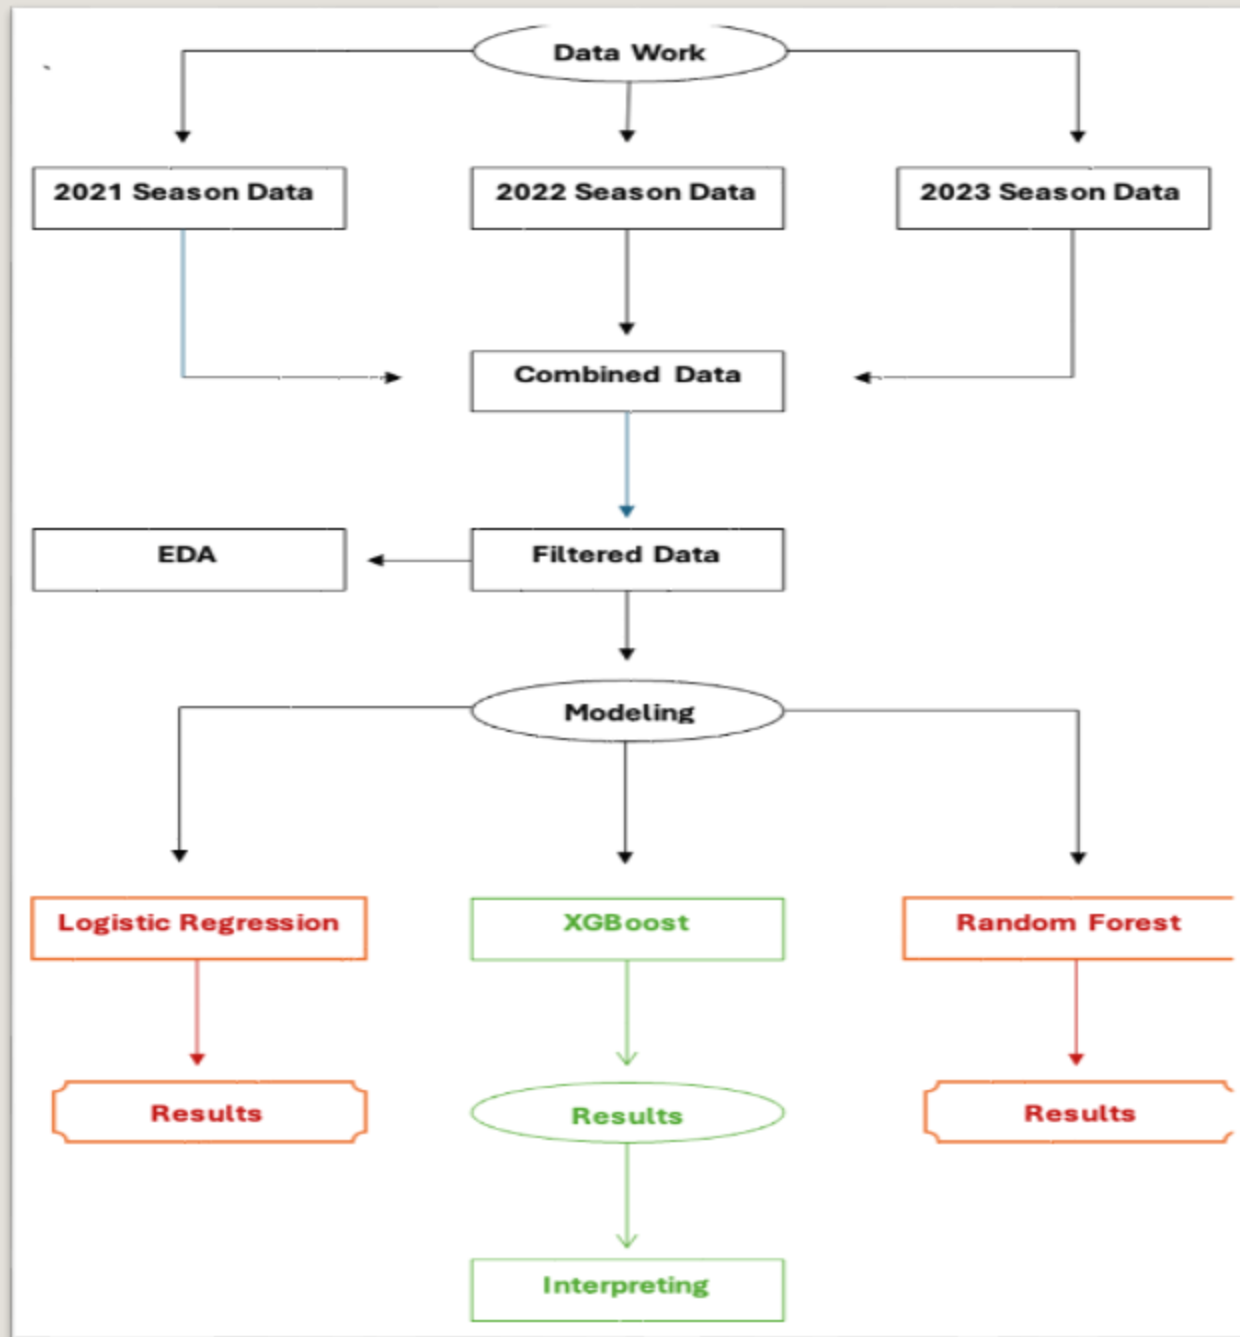 Data Work
2021 Season Data
2022 Season Data
2023 Season Data
Combined Data
EDA
Filtered Data
Modeling
Logistic Regression
XGBoost
Random Forest
Results
Results
Results
Interpreting